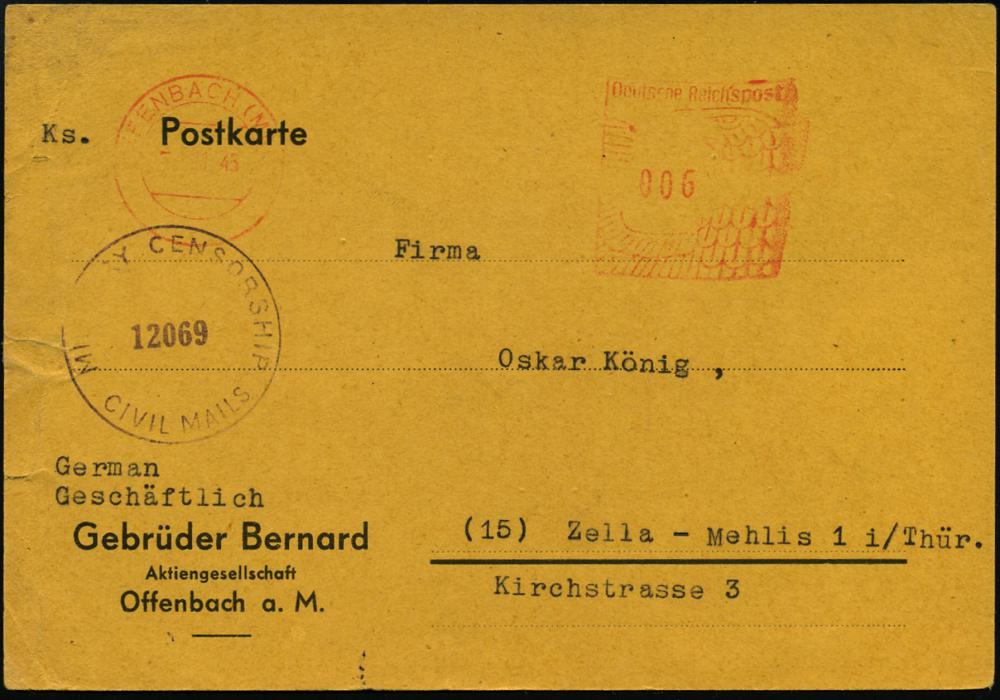 Deutsche Reichspost
Ks. Postkarte
45
006
CENSORSHIP
12069
CIVIL MAILS
Firma
Oskar König ,
German
Geschäftlich
Gebrüder Bernard
Aktiengesellschaft
Offenbach a. M.
(15) Zella - Mehlis 1 i/Thür.
Kirchstrasse 3